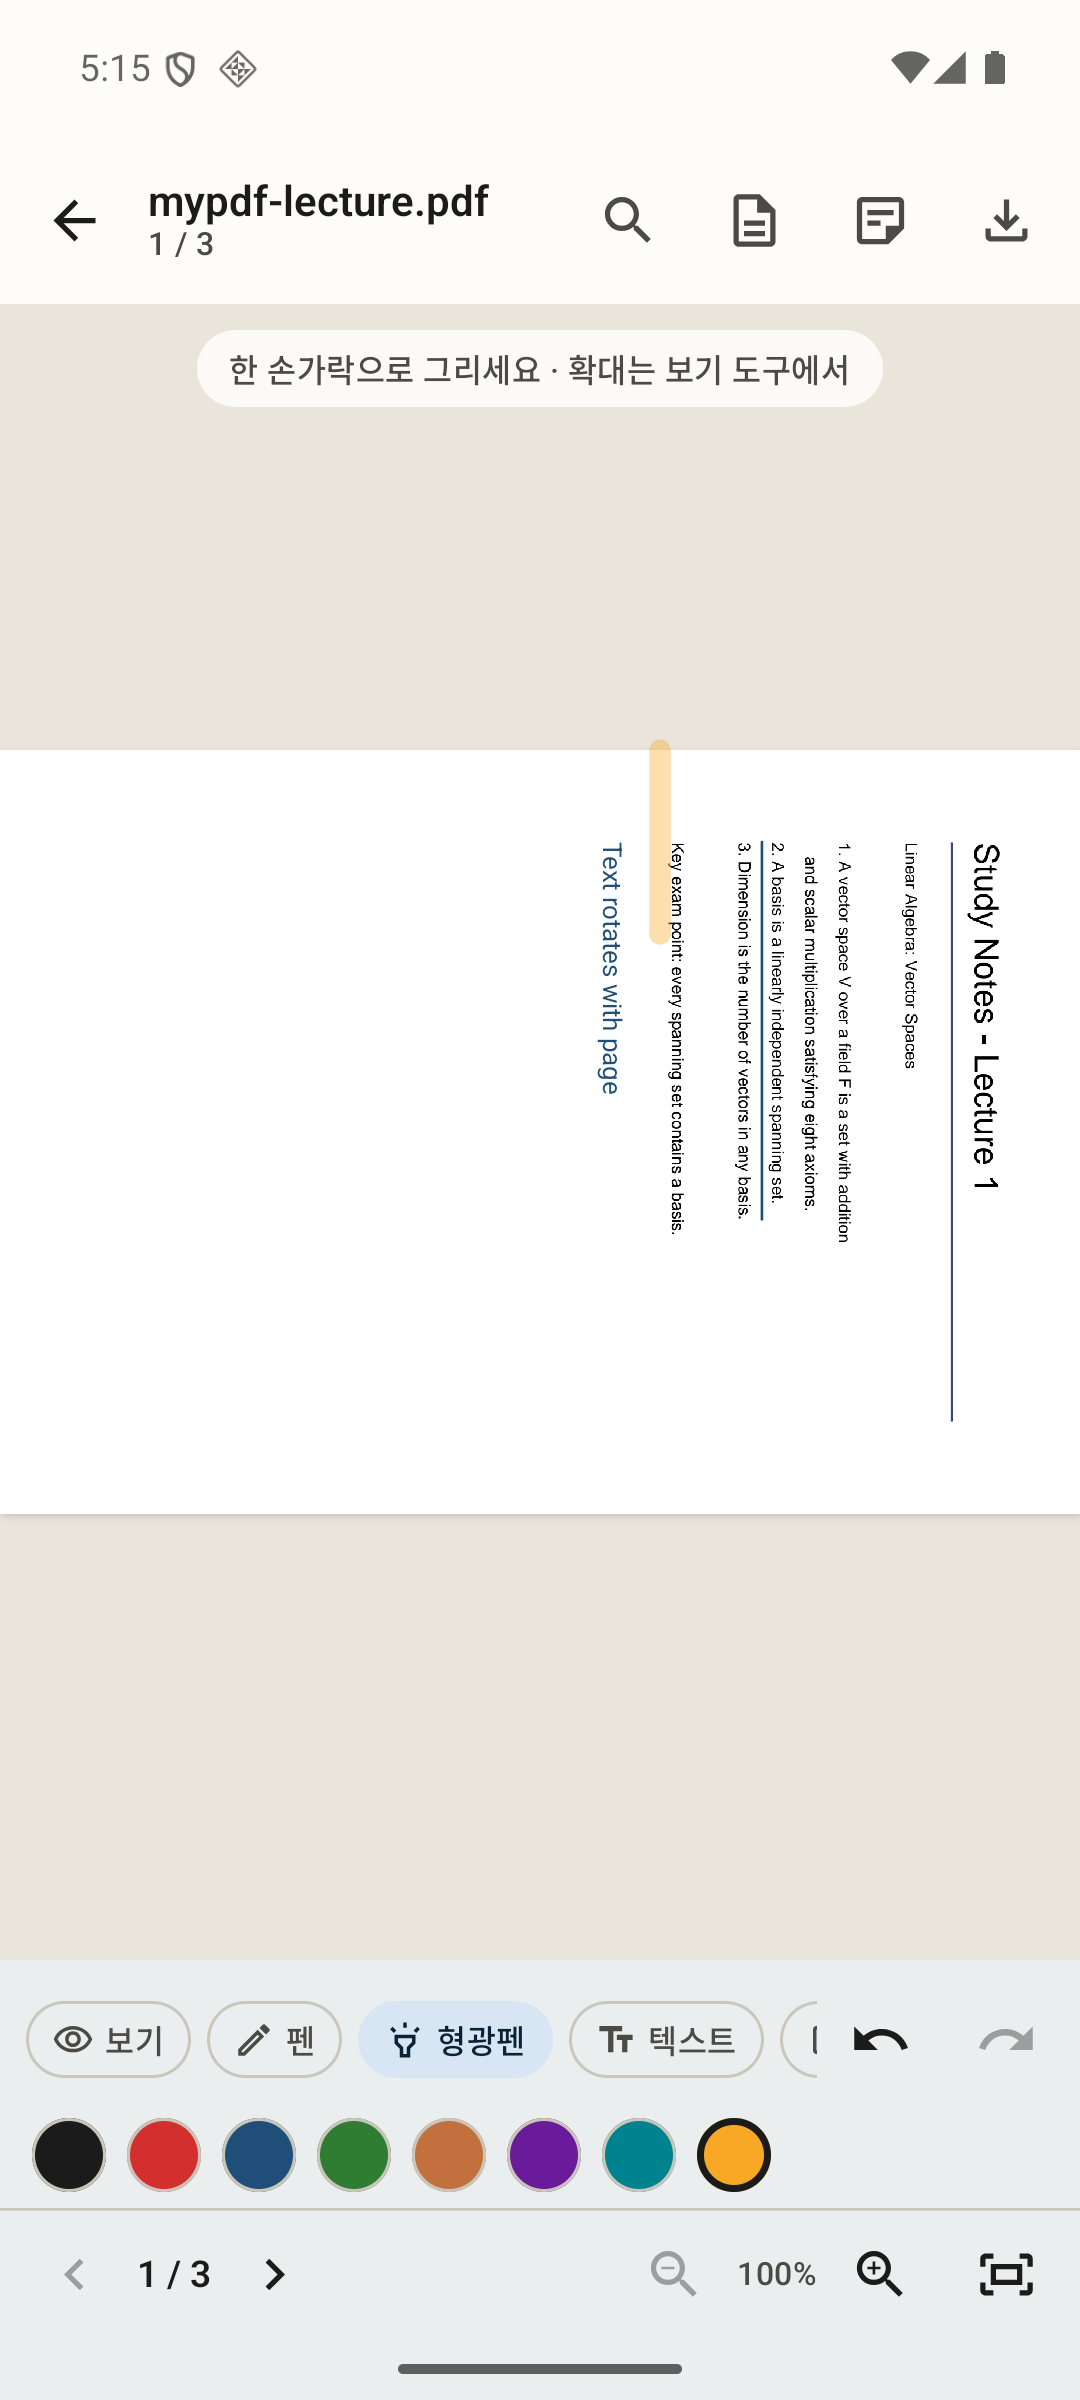 5:15
mypdf-lecture.pdf
1 / 3
한 손가락으로 그리세요 · 확대는 보기 도구에서
Study Notes - Lecture 1
Linear Algebra: Vector Spaces
1. A vector space V over a field F is a set with addition
and scalar multiplication satisfying eight axioms.
2. A basis is a linearly independent spanning set.
3. Dimension is the number of vectors in any basis.
Key exam point: every spanning set contains a basis.
Text rotates with page
보기
펜
형광펜
텍스트
1 / 3
100%